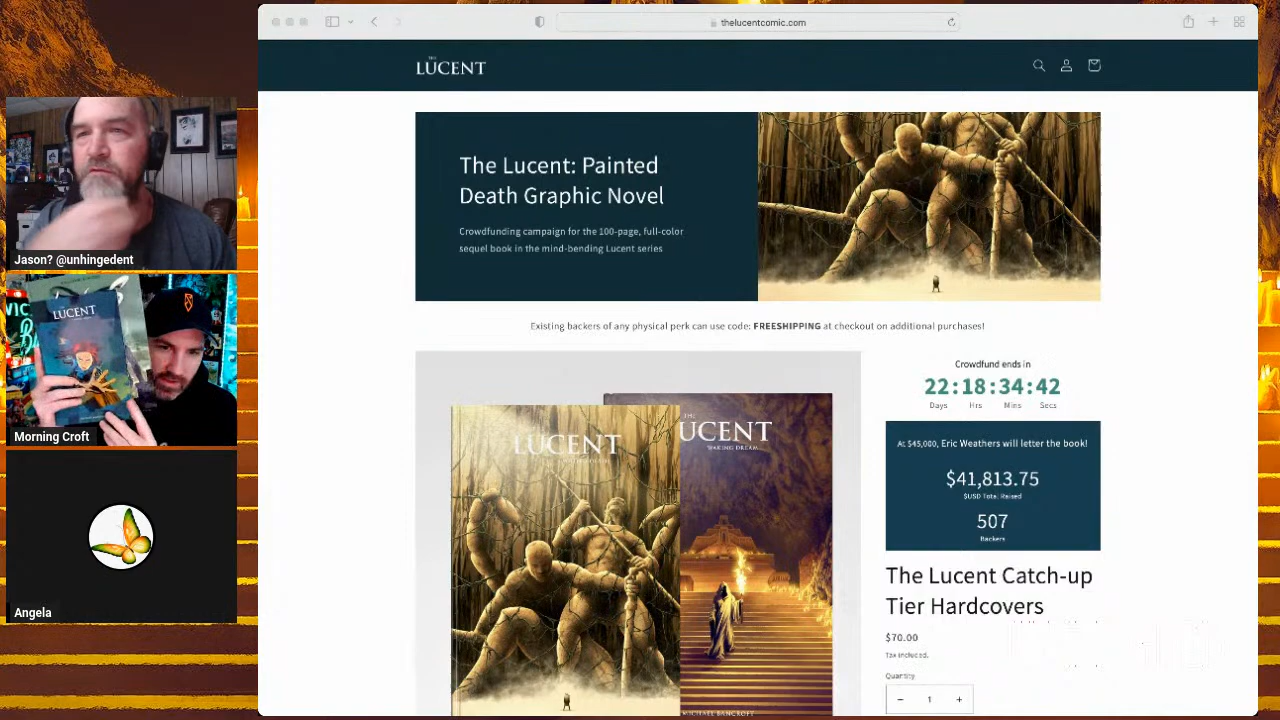 thelucentcomic.com
THE
LUCENT
The Lucent: Painted
Death Graphic Novel
Crowdfunding campaign for the 100-page, full-color
sequel book in the mind-bending Lucent series
Existing backers of any physical perk can use code: FREESHIPPING at checkout on additional purchases!
Jason? @unhingedent
LUCENT
Morning Croft
Angela
LUCENT
THE
LUCENT
WAKING DREAM
MICHAEL BANCROFT
Crowdfund ends in
22:18:34:42
Days Hrs Mins Secs
At $45,000, Eric Weathers will letter the book!
$41,813.75
$USD Total Raised
507
Backers
The Lucent Catch-up
Tier Hardcovers
$70.00
Tax included.
Quantity
− 1 +